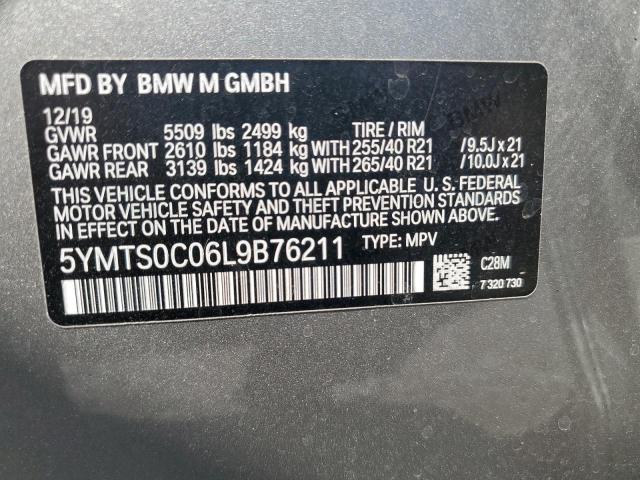 MFD BY BMW M GMBH
12/19
GVWR 5509 lbs 2499 kg TIRE / RIM
GAWR FRONT 2610 lbs 1184 kg WITH 255/40 R21 /9.5J x 21
GAWR REAR 3139 lbs 1424 kg WITH 265/40 R21 /10.0J x 21
THIS VEHICLE CONFORMS TO ALL APPLICABLE U.S. FEDERAL
MOTOR VEHICLE SAFETY AND THEFT PREVENTION STANDARDS
IN EFFECT ON THE DATE OF MANUFACTURE SHOWN ABOVE.
5YMTS0C06L9B76211 TYPE: MPV
C28M
7 320 730
BMW